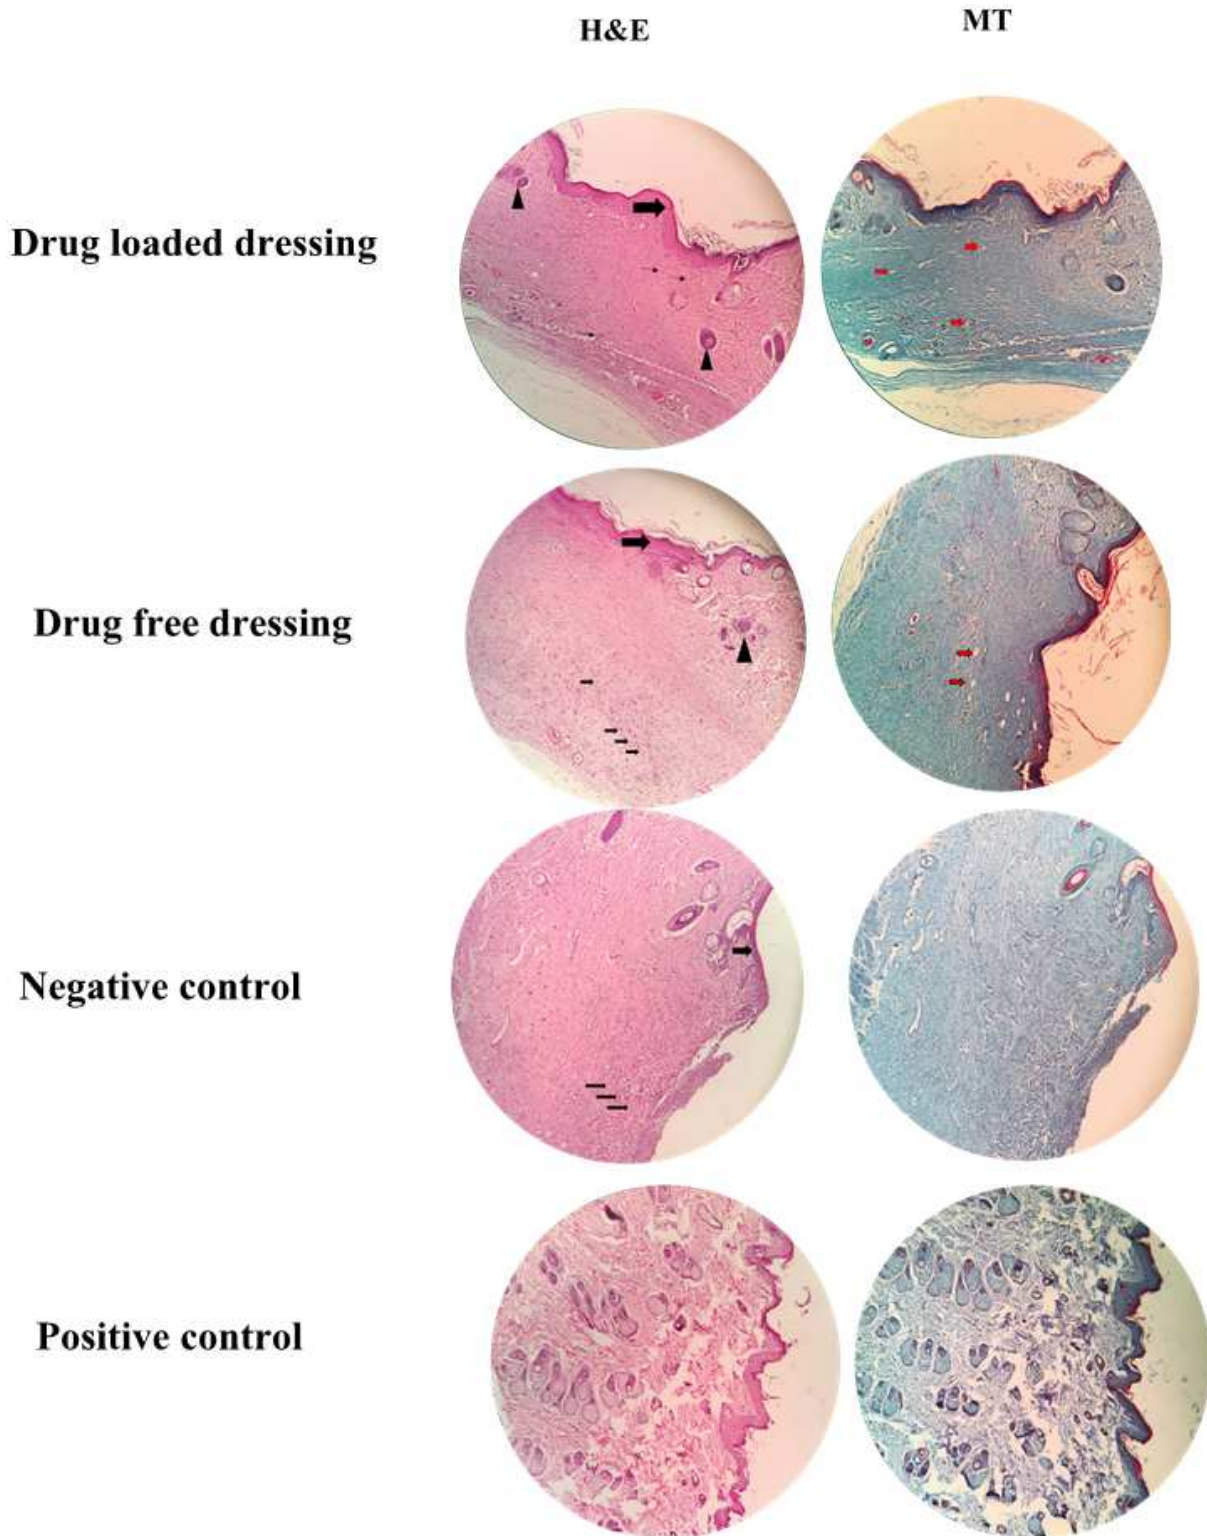 H&E
MT
Drug loaded dressing
Drug free dressing
Negative control
Positive control